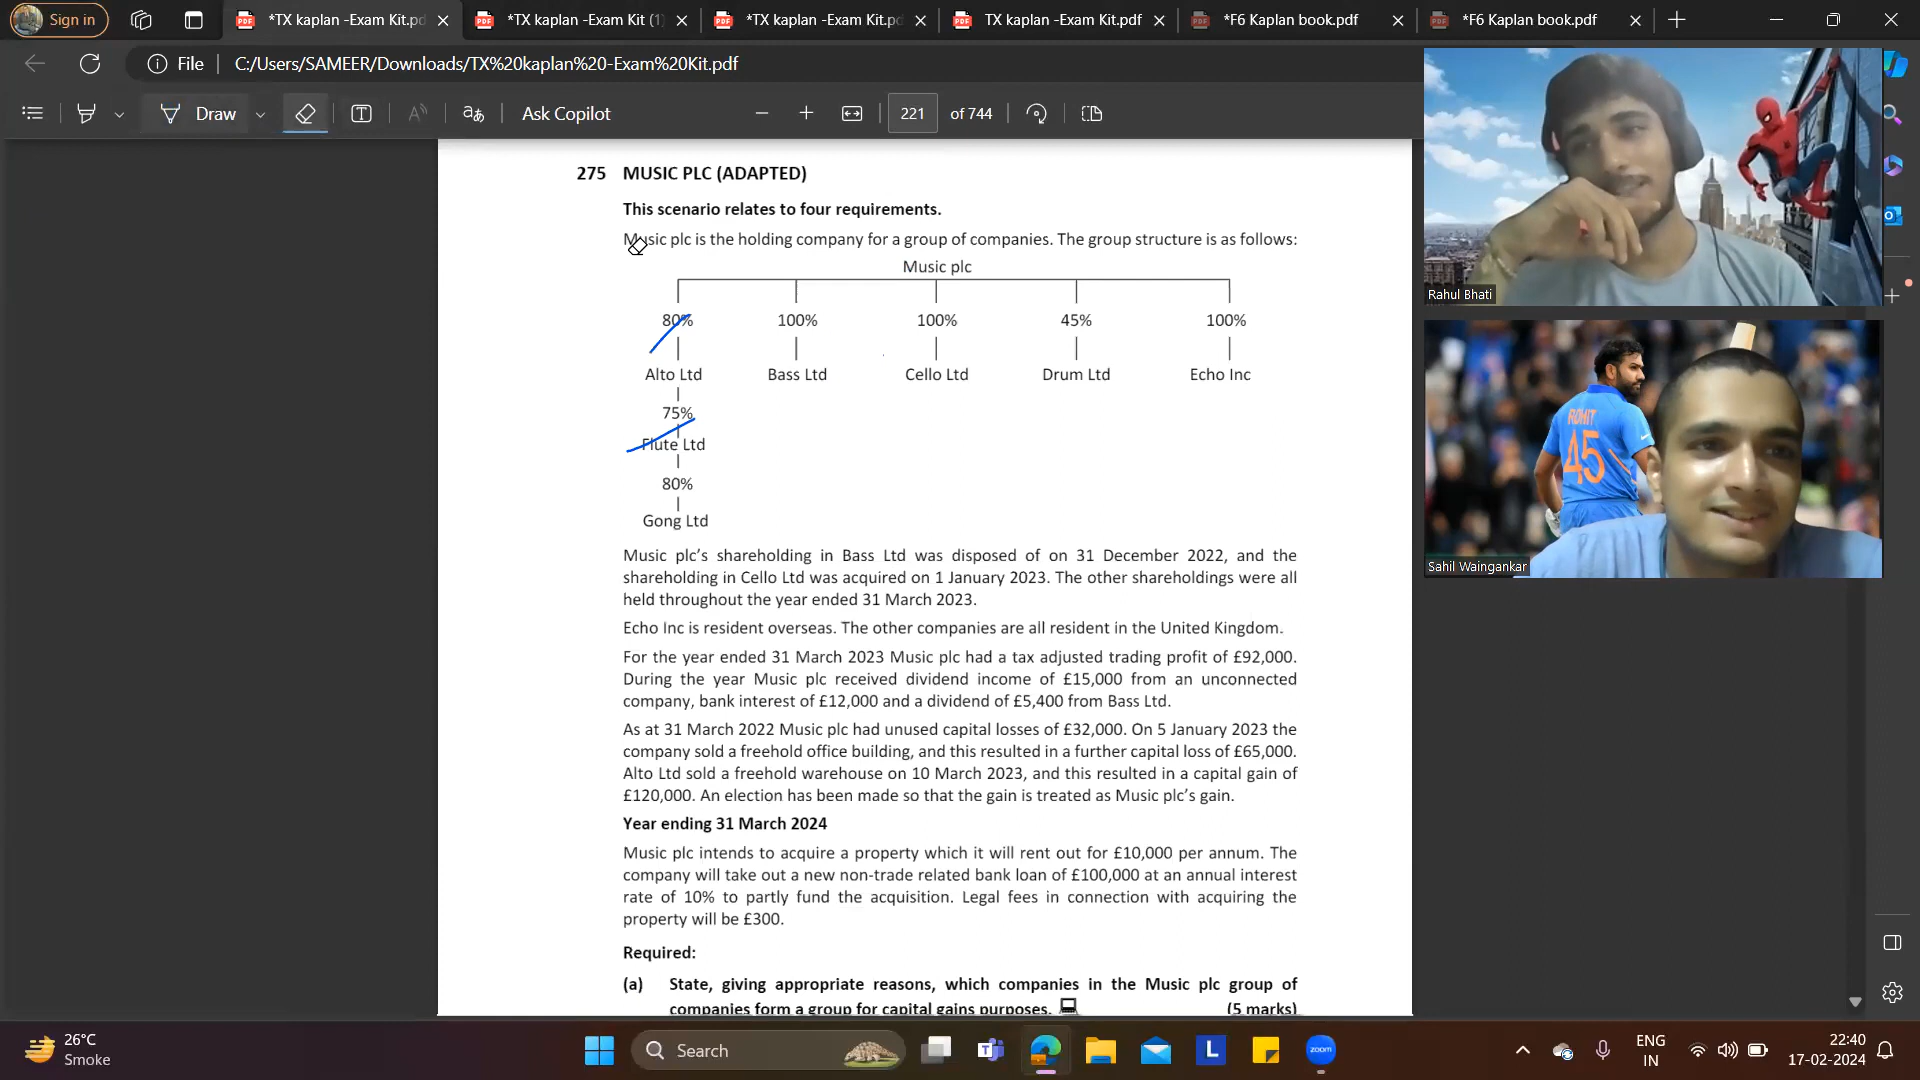 Sign in
*TX kaplan -Exam Kit.pd
*TX kaplan -Exam Kit (1)
*TX kaplan -Exam Kit.pd
TX kaplan -Exam Kit.pdf
*F6 Kaplan book.pdf
*F6 Kaplan book.pdf
File
C:/Users/SAMEER/Downloads/TX%20kaplan%20-Exam%20Kit.pdf
Draw
Ask Copilot
221 of 744
275 MUSIC PLC (ADAPTED)
This scenario relates to four requirements.
Music plc is the holding company for a group of companies. The group structure is as follows:
Music plc
80% 100% 100% 45% 100%
Alto Ltd Bass Ltd Cello Ltd Drum Ltd Echo Inc
75%
Flute Ltd
80%
Gong Ltd
Music plc's shareholding in Bass Ltd was disposed of on 31 December 2022, and the
shareholding in Cello Ltd was acquired on 1 January 2023. The other shareholdings were all
held throughout the year ended 31 March 2023.
Echo Inc is resident overseas. The other companies are all resident in the United Kingdom.
For the year ended 31 March 2023 Music plc had a tax adjusted trading profit of £92,000.
During the year Music plc received dividend income of £15,000 from an unconnected
company, bank interest of £12,000 and a dividend of £5,400 from Bass Ltd.
As at 31 March 2022 Music plc had unused capital losses of £32,000. On 5 January 2023 the
company sold a freehold office building, and this resulted in a further capital loss of £65,000.
Alto Ltd sold a freehold warehouse on 10 March 2023, and this resulted in a capital gain of
£120,000. An election has been made so that the gain is treated as Music plc's gain.
Year ending 31 March 2024
Music plc intends to acquire a property which it will rent out for £10,000 per annum. The
company will take out a new non-trade related bank loan of £100,000 at an annual interest
rate of 10% to partly fund the acquisition. Legal fees in connection with acquiring the
property will be £300.
Required:
(a) State, giving appropriate reasons, which companies in the Music plc group of
companies form a group for capital gains purposes. (5 marks)
Rahul Bhati
ROHIT
45
Sahil Waingankar
26°C
Smoke
Search
zoom
ENG
IN
22:40
17-02-2024